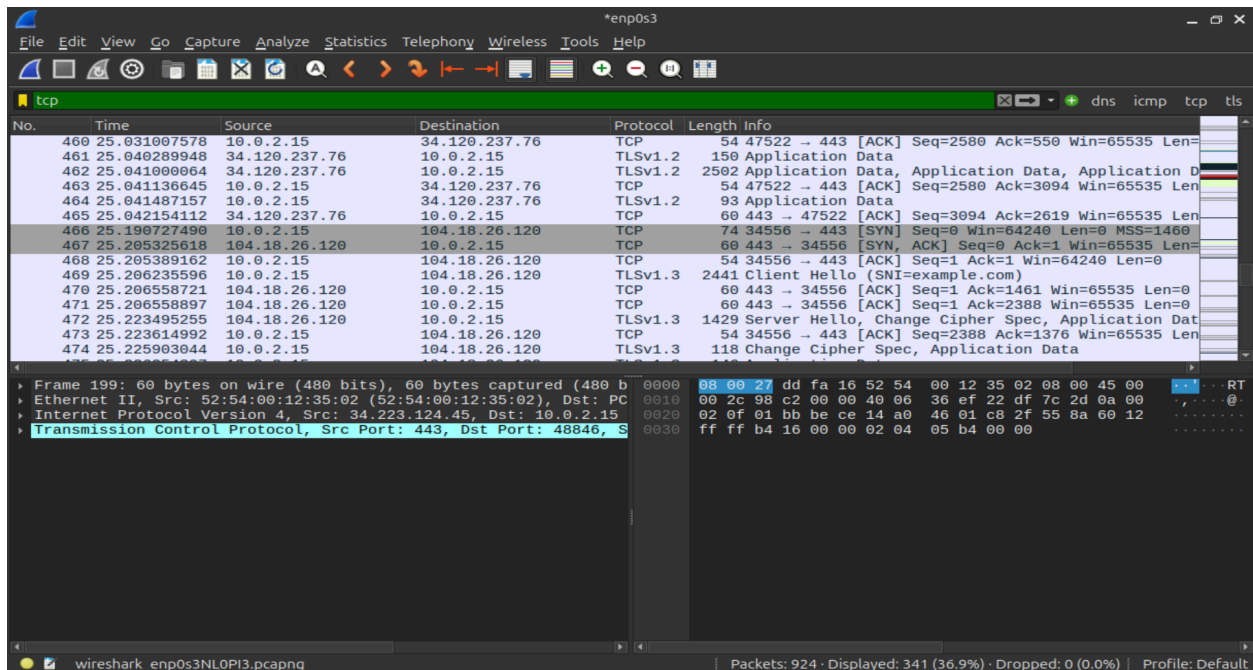 *enp0s3
File Edit View Go Capture Analyze Statistics Telephony Wireless Tools Help
tcp dns icmp tcp tls
No. Time Source Destination Protocol Length Info
460 25.031007578 10.0.2.15 34.120.237.76 TCP 54 47522 → 443 [ACK] Seq=2580 Ack=550 Win=65535 Len=
461 25.040289948 34.120.237.76 10.0.2.15 TLSv1.2 150 Application Data
462 25.041000064 34.120.237.76 10.0.2.15 TLSv1.2 2502 Application Data, Application Data, Application D
463 25.041136645 10.0.2.15 34.120.237.76 TCP 54 47522 → 443 [ACK] Seq=2580 Ack=3094 Win=65535 Len
464 25.041487157 10.0.2.15 34.120.237.76 TLSv1.2 93 Application Data
465 25.042154112 34.120.237.76 10.0.2.15 TCP 60 443 → 47522 [ACK] Seq=3094 Ack=2619 Win=65535 Len
466 25.190727490 10.0.2.15 104.18.26.120 TCP 74 34556 → 443 [SYN] Seq=0 Win=64240 Len=0 MSS=1460
467 25.205325618 104.18.26.120 10.0.2.15 TCP 60 443 → 34556 [SYN, ACK] Seq=0 Ack=1 Win=65535 Len=
468 25.205389162 10.0.2.15 104.18.26.120 TCP 54 34556 → 443 [ACK] Seq=1 Ack=1 Win=64240 Len=0
469 25.206235596 10.0.2.15 104.18.26.120 TLSv1.3 2441 Client Hello (SNI=example.com)
470 25.206558721 104.18.26.120 10.0.2.15 TCP 60 443 → 34556 [ACK] Seq=1 Ack=1461 Win=65535 Len=0
471 25.206558897 104.18.26.120 10.0.2.15 TCP 60 443 → 34556 [ACK] Seq=1 Ack=2388 Win=65535 Len=0
472 25.223495255 104.18.26.120 10.0.2.15 TLSv1.3 1429 Server Hello, Change Cipher Spec, Application Dat
473 25.223614992 10.0.2.15 104.18.26.120 TCP 54 34556 → 443 [ACK] Seq=2388 Ack=1376 Win=65535 Len
474 25.225903044 10.0.2.15 104.18.26.120 TLSv1.3 118 Change Cipher Spec, Application Data
Frame 199: 60 bytes on wire (480 bits), 60 bytes captured (480 b
Ethernet II, Src: 52:54:00:12:35:02 (52:54:00:12:35:02), Dst: PC
Internet Protocol Version 4, Src: 34.223.124.45, Dst: 10.0.2.15
Transmission Control Protocol, Src Port: 443, Dst Port: 48846, S
0000 08 00 27 dd fa 16 52 54 00 12 35 02 08 00 45 00 ··'···RT
0010 00 2c 98 c2 00 00 40 06 36 ef 22 df 7c 2d 0a 00 ·,····@·
0020 02 0f 01 bb be ce 14 a0 46 01 c8 2f 55 8a 60 12 ········
0030 ff ff b4 16 00 00 02 04 05 b4 00 00 ········
wireshark_enp0s3NL0PI3.pcapng Packets: 924 · Displayed: 341 (36.9%) · Dropped: 0 (0.0%) Profile: Default